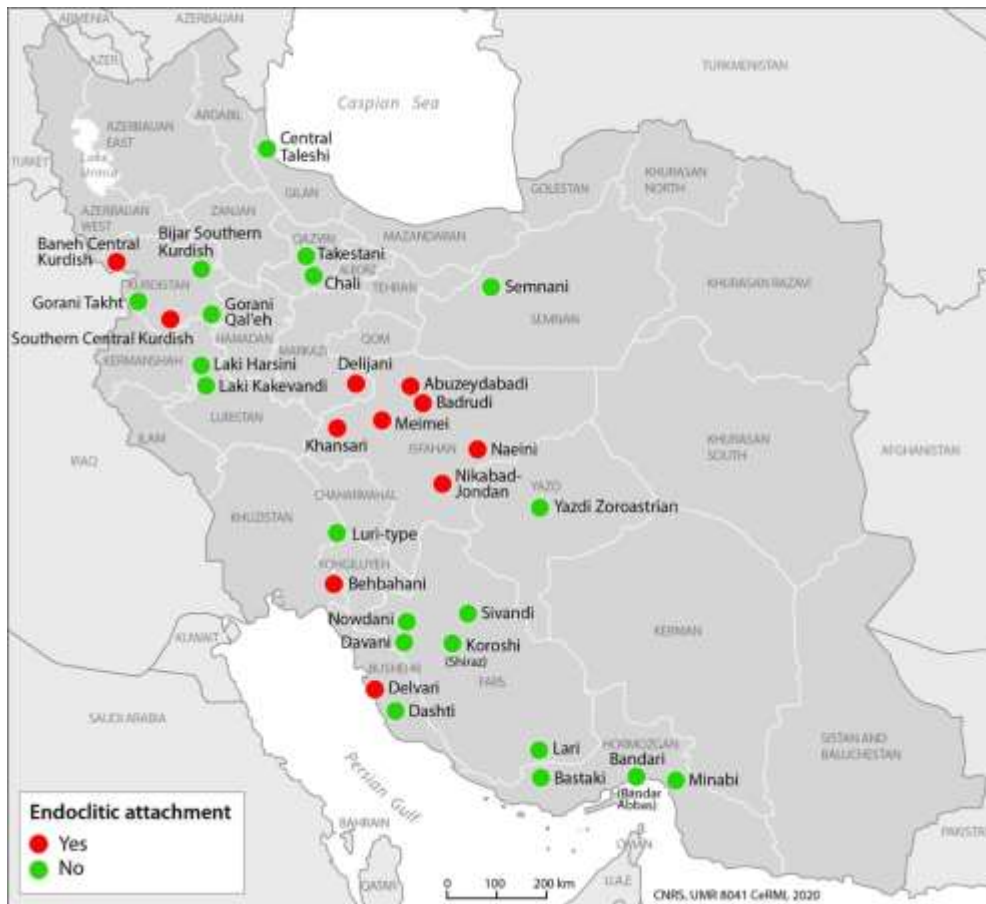 ARMENIA
AZERBAIJAN
AZER.
TURKMENISTAN
Caspian Sea
ARDABIL
AZERBAIJAN
EAST
Central
Taleshi
TURKEY
Lake
Urmia
GILAN
GOLESTAN
KHURASAN
NORTH
AZERBAIJAN
WEST
ZANJAN
MAZANDARAN
Baneh Central
Kurdish
Bijar Southern
Kurdish
QAZVIN
Takestani
ALBORZ
Chali
TEHRAN
Semnani
KHURASAN RAZAVI
KURDISTAN
Gorani Takht
Gorani
Qal'eh
SEMNAN
Southern Central Kurdish
HAMADAN
MARKAZI
QOM
KERMANSHAH
Laki Harsini
Delijani
Laki Kakevandi
Abuzeydabadi
Badrudi
LURESTAN
Meimei
Khansari
ILAM
ISFAHAN
Naeini
KHURASAN
SOUTH
AFGHANISTAN
IRAQ
Nikabad-
Jondan
YAZD
CHAHARMAHAL
Yazdi Zoroastrian
KHUZISTAN
Luri-type
KOHGILUYEH
Behbahani
Sivandi
Nowdani
KERMAN
KUWAIT
Davani
Koroshi
(Shiraz)
BUSHEHR
FARS
Delvari
Dashti
SAUDI ARABIA
SISTAN AND
BALUCHESTAN
Lari
HORMOZGAN
Bandari
Bastaki
Minabi
(Bandar
Abbas)
Persian Gulf
Endoclitic attachment
Yes
No
BAHRAIN
OMAN
PAKISTAN
QATAR
U.A.E
0 100 200 km
CNRS, UMR 8041 CeRMI, 2020